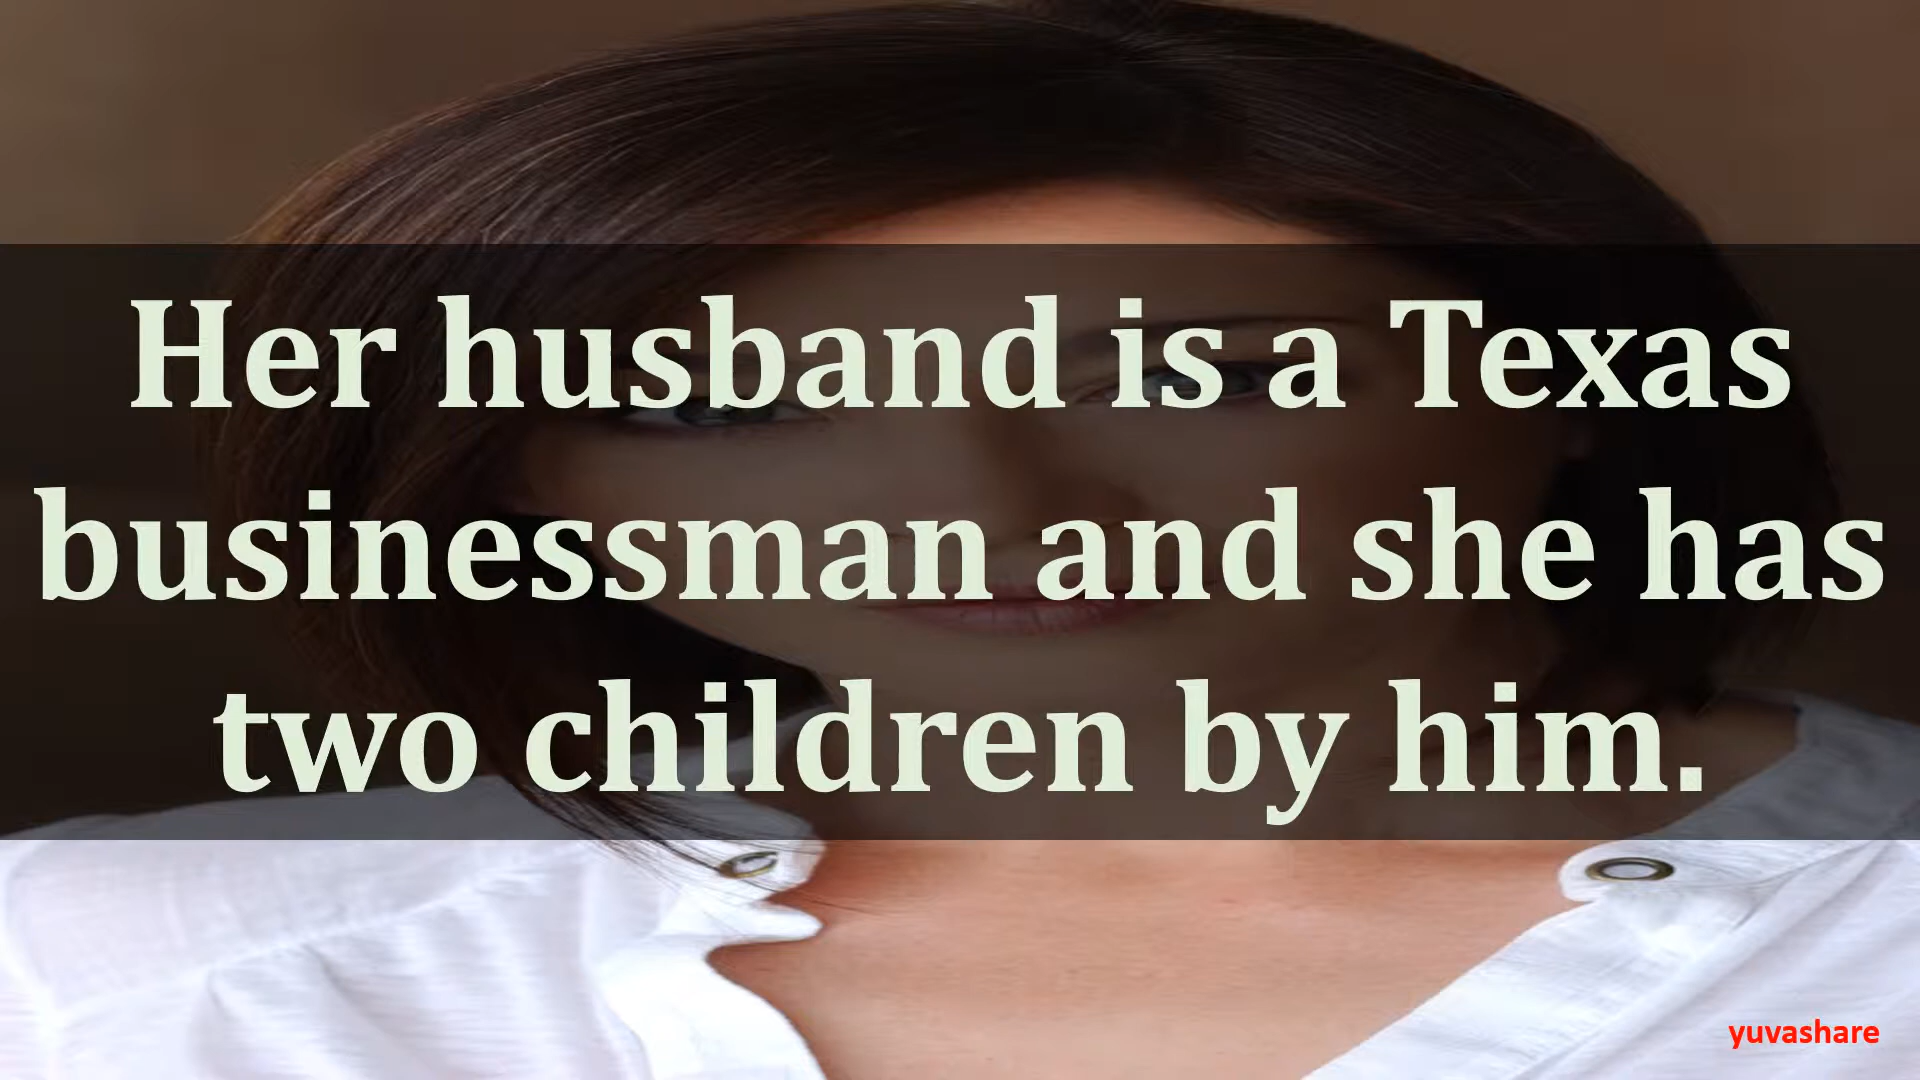 Her husband is a Texas
businessman and she has
two children by him.
yuvashare